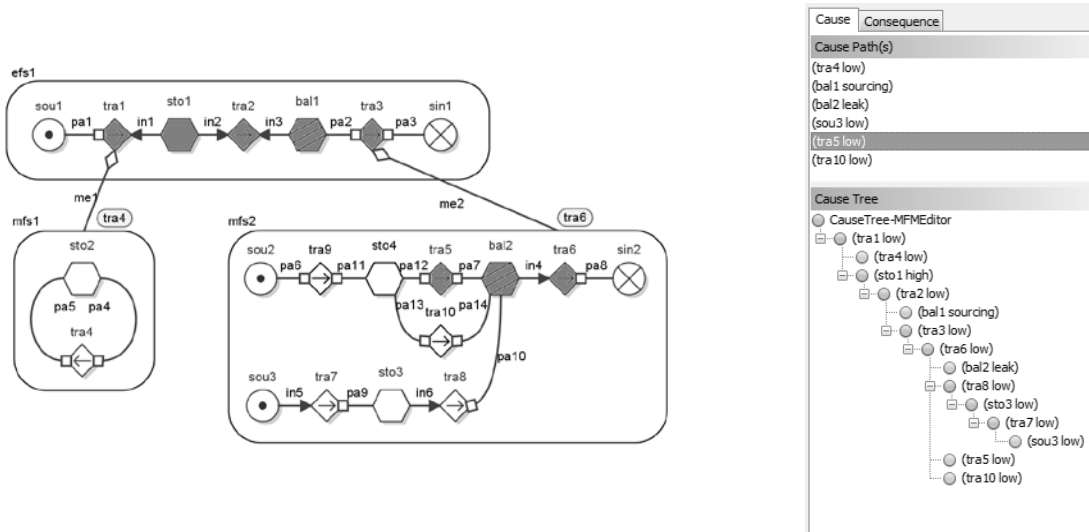 efs1
sou1 tra1 sto1 tra2 bal1 tra3 sin1
pa1 in1 in2 in3 pa2 pa3
me1 me2
tra4 tra6
mfs1
sto2
pa5 pa4
tra4
mfs2
sou2 tra9 sto4 tra5 bal2 tra6 sin2
pa6 pa11 pa12 pa7 in4 pa8
pa13 pa14
tra10
pa10
sou3 tra7 sto3 tra8
in5 pa9 in6
Cause Consequence
Cause Path(s)
(tra4 low)
(bal1 sourcing)
(bal2 leak)
(sou3 low)
(tra5 low)
(tra10 low)
Cause Tree
CauseTree-MFMEditor
(tra1 low)
(tra4 low)
(sto1 high)
(tra2 low)
(bal1 sourcing)
(tra3 low)
(tra6 low)
(bal2 leak)
(tra8 low)
(sto3 low)
(tra7 low)
(sou3 low)
(tra5 low)
(tra10 low)